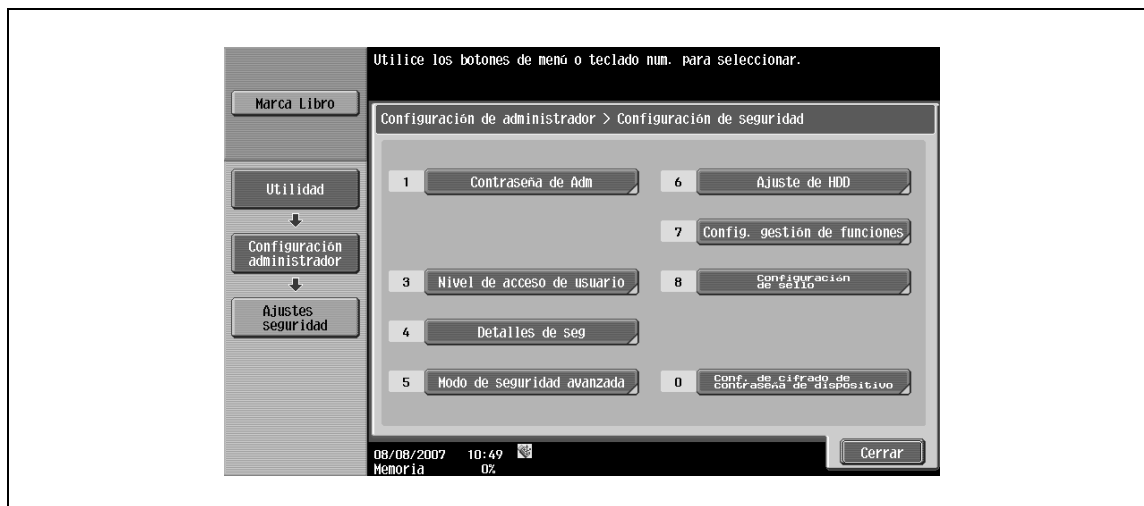 Utilice los botones de menú o teclado num. para seleccionar.
Marca Libro
Configuración de administrador > Configuración de seguridad
Utilidad
Configuración
administrador
Ajustes
seguridad
1 Contraseña de Adm
6 Ajuste de HDD
7 Config. gestión de funciones
3 Nivel de acceso de usuario
8 Configuración
de sello
4 Detalles de seg
5 Modo de seguridad avanzada
0 Conf. de cifrado de
contraseña de dispositivo
08/08/2007 10:49
Memoria 0%
Cerrar